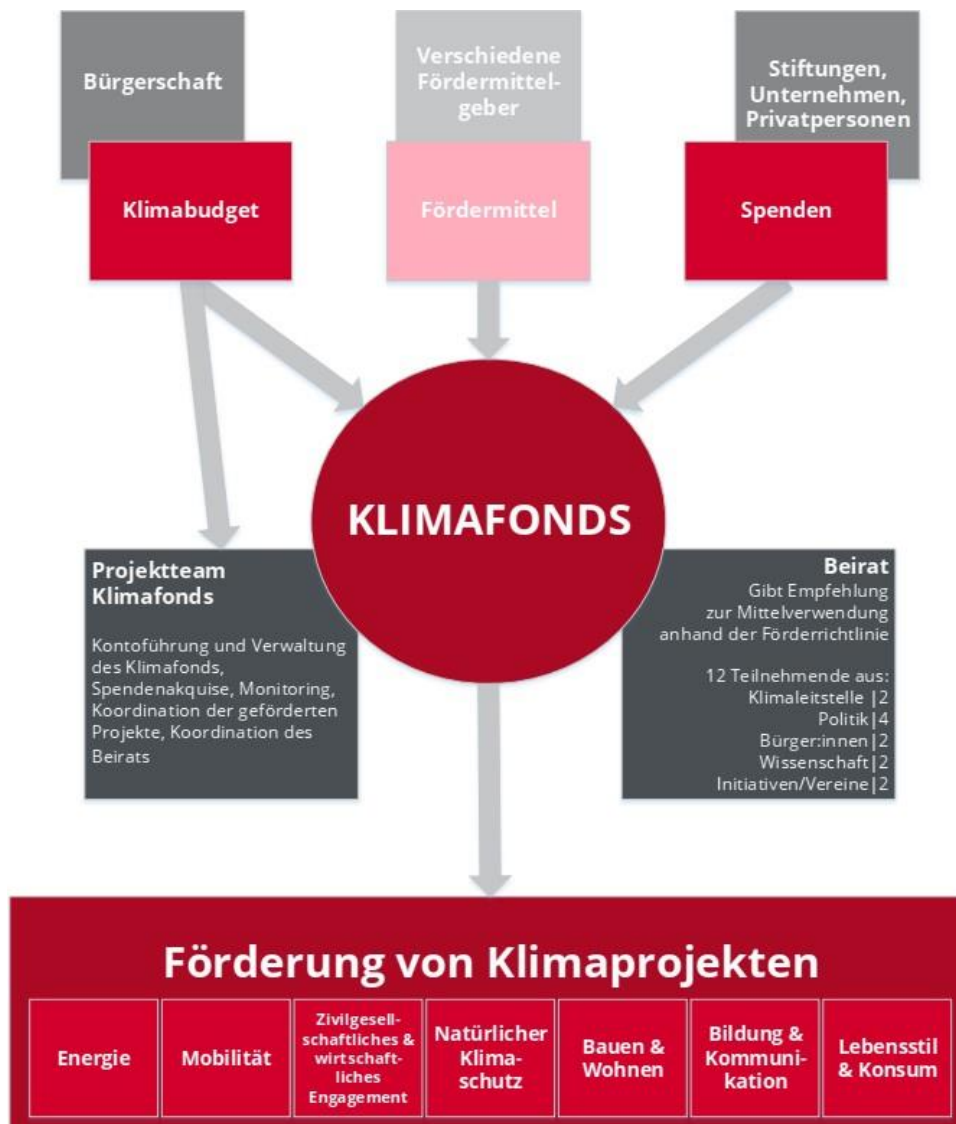 Bürgerschaft
Klimabudget
Verschiedene
Fördermittel-
geber
Fördermittel
Stiftungen,
Unternehmen,
Privatpersonen
Spenden
KLIMAFONDS
Projektteam
Klimafonds
Kontoführung und Verwaltung
des Klimafonds,
Spendenakquise, Monitoring,
Koordination der geförderten
Projekte, Koordination des
Beirats
Beirat
Gibt Empfehlung
zur Mittelverwendung
anhand der Förderrichtlinie
12 Teilnehmende aus:
Klimaleitstelle |2
Politik|4
Bürger:innen|2
Wissenschaft|2
Initiativen/Vereine|2
Förderung von Klimaprojekten
Energie
Mobilität
Zivilgesell-
schaftliches &
wirtschaft-
liches
Engagement
Natürlicher
Klima-
schutz
Bauen &
Wohnen
Bildung &
Kommuni-
kation
Lebensstil
& Konsum